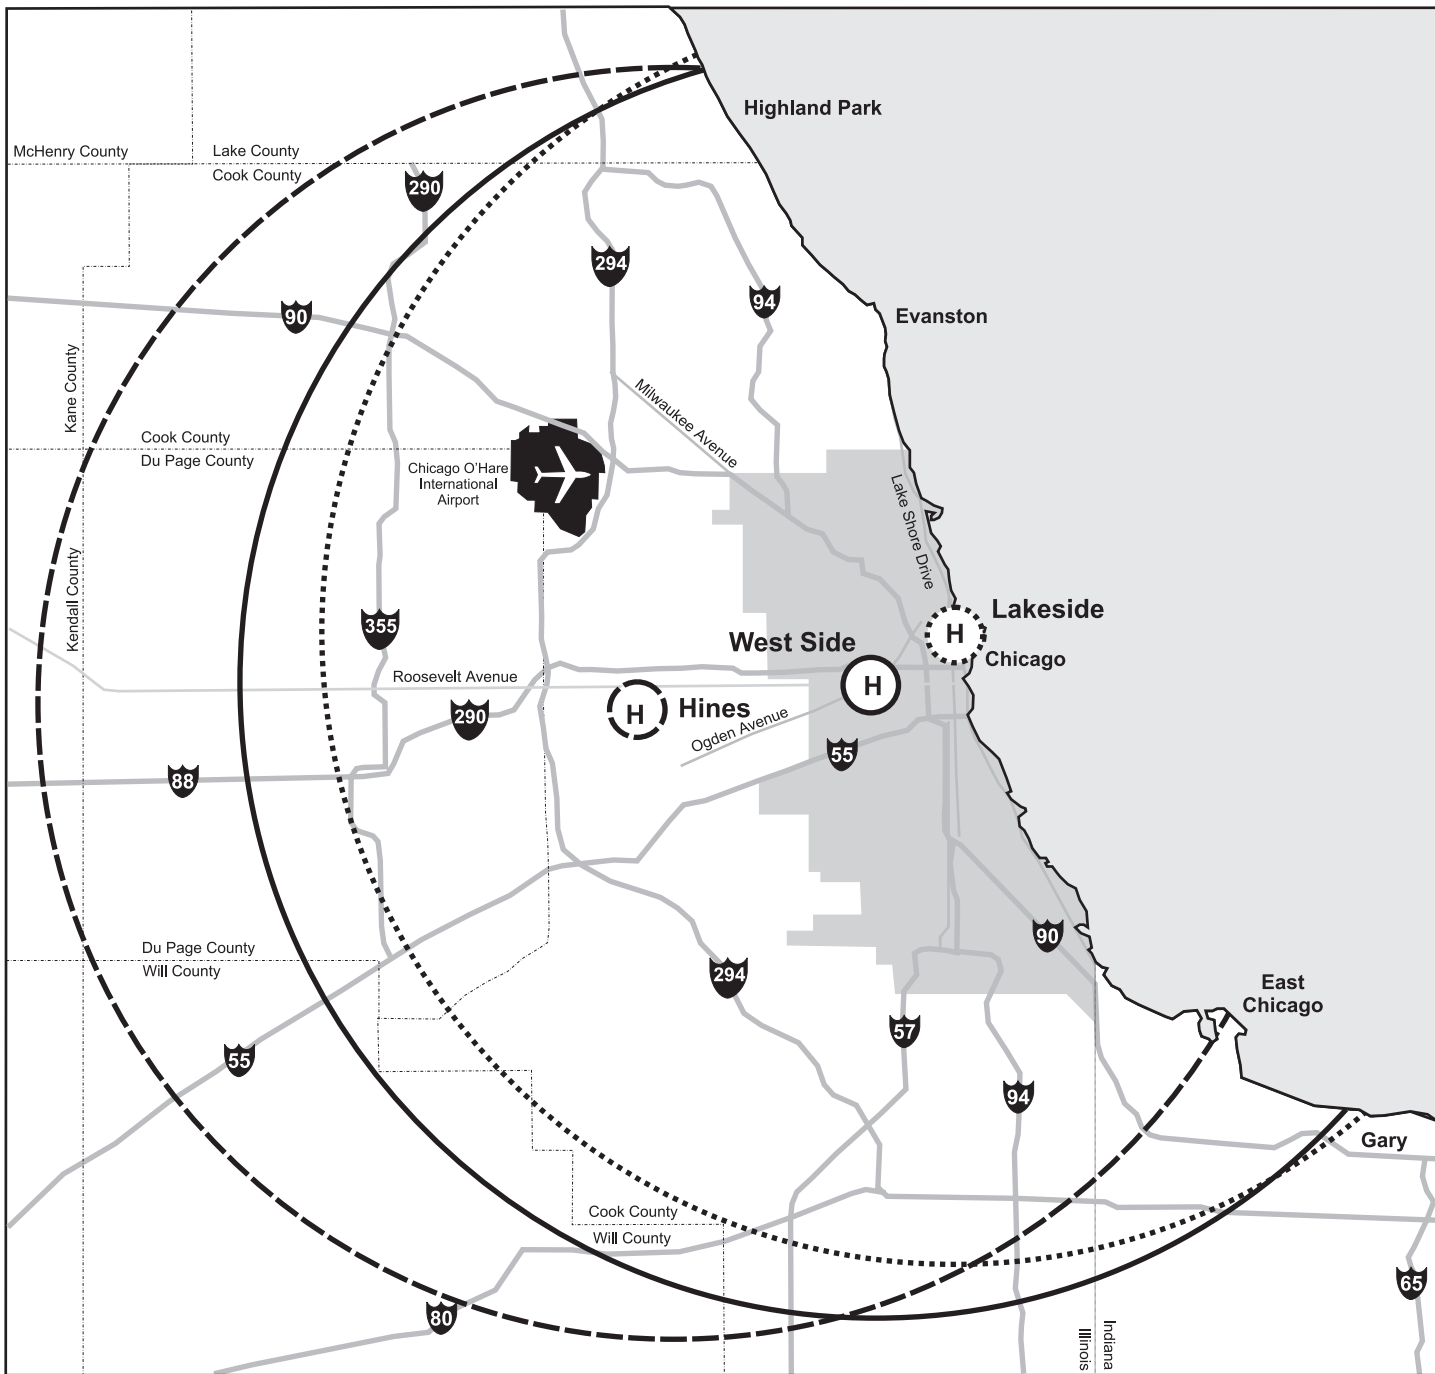 Highland Park
McHenry County
Lake County
Cook County
290
294
94
90
Evanston
Kane County
Milwaukee Avenue
Cook County
Du Page County
Chicago O'Hare
International
Airport
Lake Shore Drive
Kendall County
355
Lakeside
H
West Side
Chicago
H
Roosevelt Avenue
Hines
H
290
Ogden Avenue
55
88
90
Du Page County
Will County
294
East
Chicago
57
55
94
Gary
Cook County
Will County
65
80
Indiana
Illinois